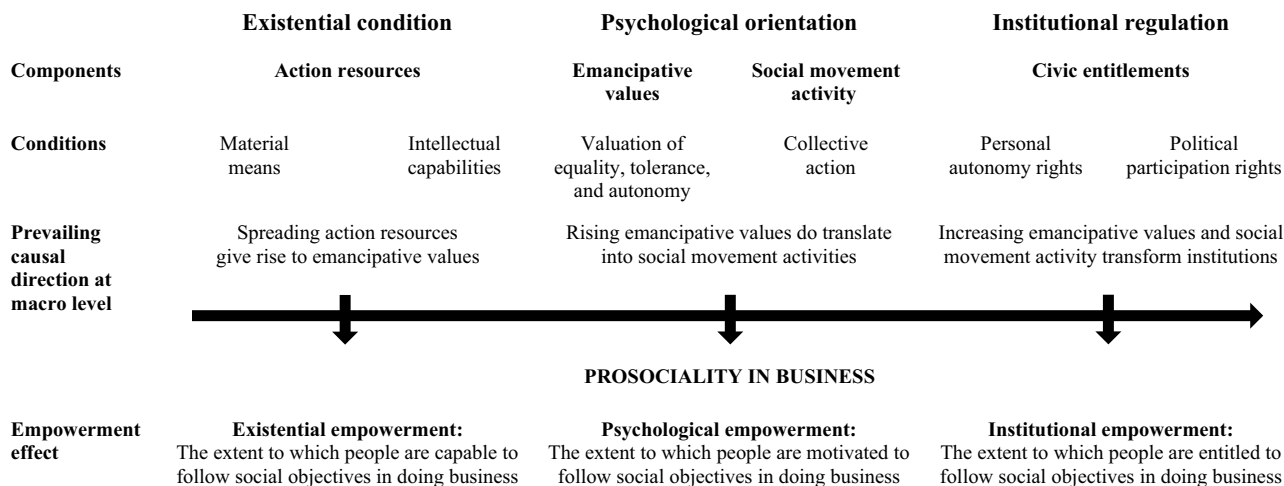 Existential condition Psychological orientation Institutional regulation
Components Action resources Emancipative values Social movement activity Civic entitlements
Conditions Material means Intellectual capabilities Valuation of equality, tolerance, and autonomy Collective action Personal autonomy rights Political participation rights
Prevailing causal direction at macro level
Spreading action resources
give rise to emancipative values
Rising emancipative values do translate
into social movement activities
Increasing emancipative values and social
movement activity transform institutions
PROSOCIALITY IN BUSINESS
Empowerment effect
Existential empowerment:
The extent to which people are capable to
follow social objectives in doing business
Psychological empowerment:
The extent to which people are motivated to
follow social objectives in doing business
Institutional empowerment:
The extent to which people are entitled to
follow social objectives in doing business